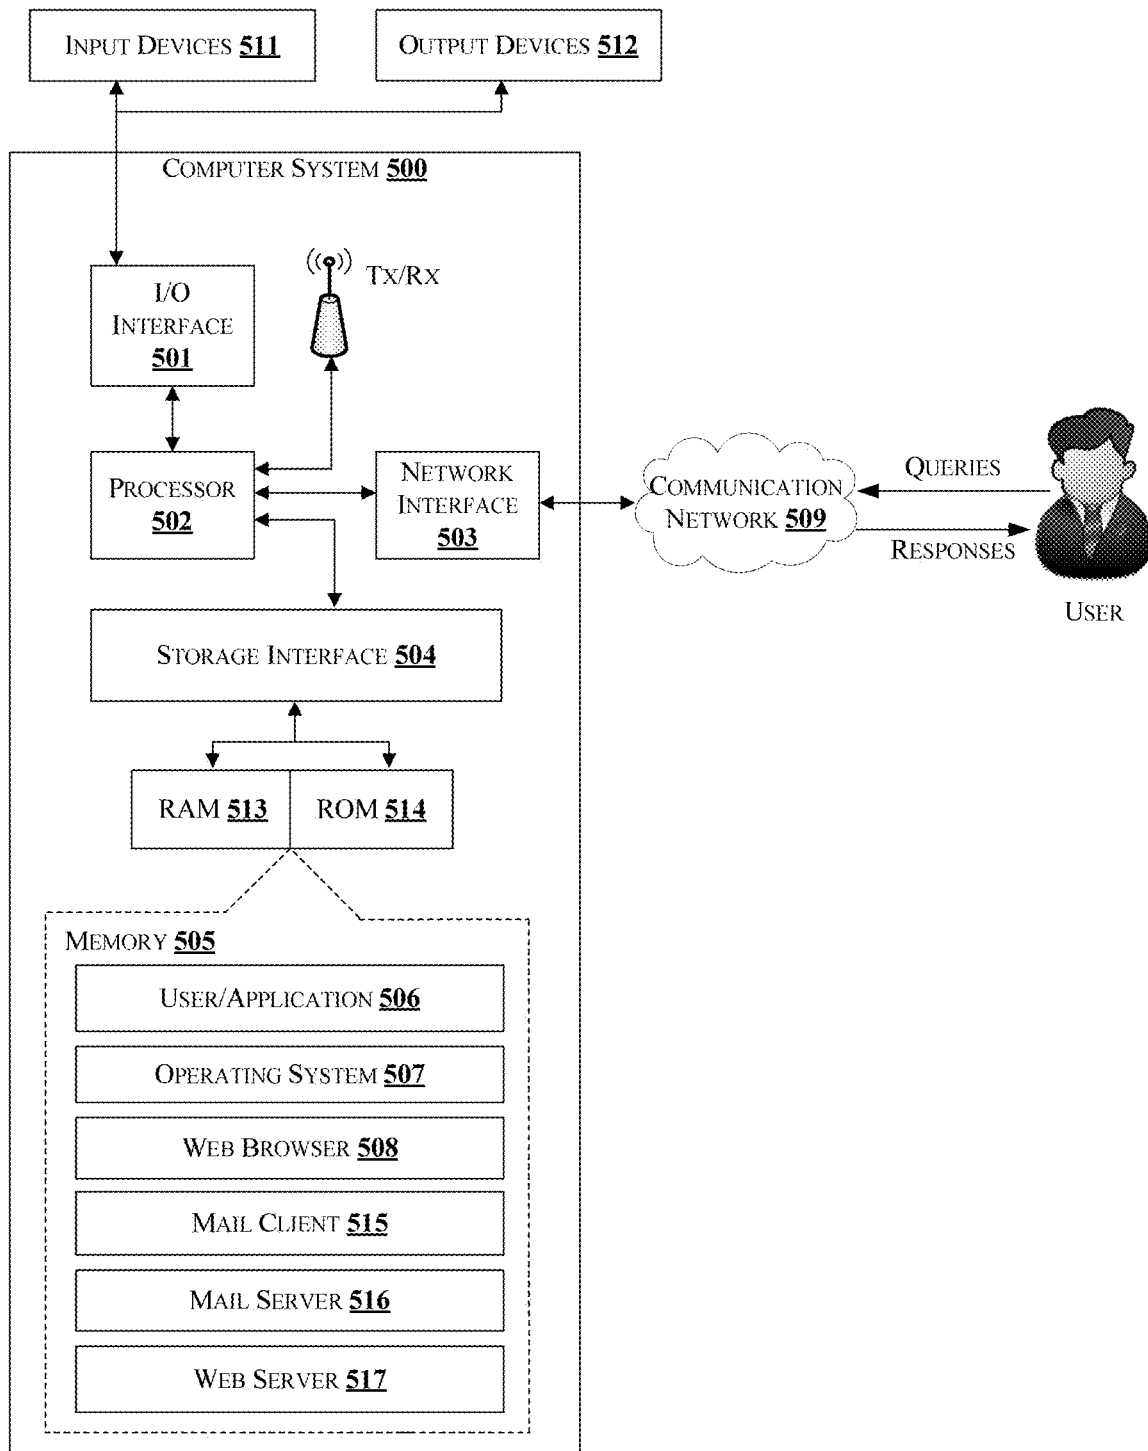 INPUT DEVICES 511
OUTPUT DEVICES 512
COMPUTER SYSTEM 500
I/O
INTERFACE
501
TX/RX
PROCESSOR
502
NETWORK
INTERFACE
503
COMMUNICATION
NETWORK 509
QUERIES
RESPONSES
USER
STORAGE INTERFACE 504
RAM 513
ROM 514
MEMORY 505
USER/APPLICATION 506
OPERATING SYSTEM 507
WEB BROWSER 508
MAIL CLIENT 515
MAIL SERVER 516
WEB SERVER 517